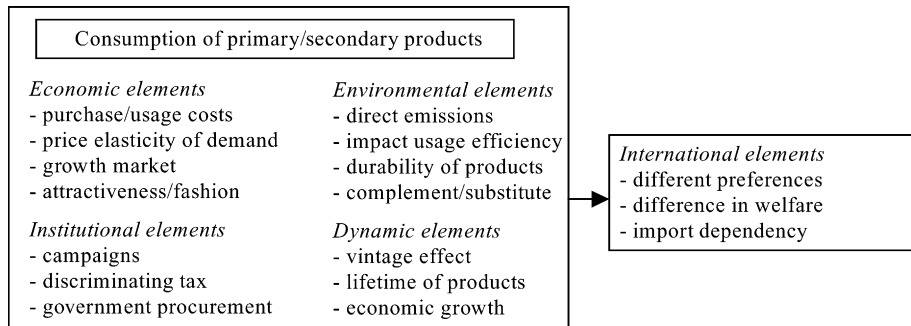 Consumption of primary/secondary products
Economic elements
- purchase/usage costs
- price elasticity of demand
- growth market
- attractiveness/fashion
Environmental elements
- direct emissions
- impact usage efficiency
- durability of products
- complement/substitute
Institutional elements
- campaigns
- discriminating tax
- government procurement
Dynamic elements
- vintage effect
- lifetime of products
- economic growth
International elements
- different preferences
- difference in welfare
- import dependency